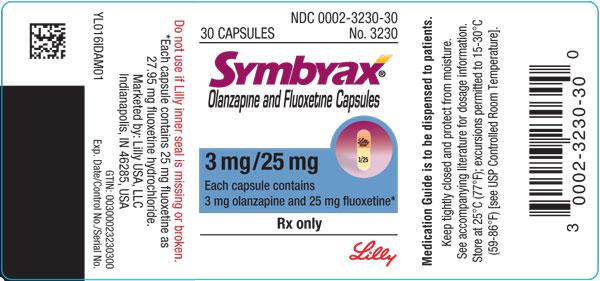 YL016IDAM01
Do not use if Lilly inner seal is missing or broken.
*Each capsule contains 25 mg fluoxetine as
27.95 mg fluoxetine hydrochloride.
Marketed by: Lilly USA, LLC
Indianapolis, IN 46285, USA
GTIN: 00300023230300
Exp. Date/Control No./Serial No.
NDC 0002-3230-30
30 CAPSULES No. 3230
Symbyax®
Olanzapine and Fluoxetine Capsules
Lilly
3/25
3 mg/25 mg
Each capsule contains
3 mg olanzapine and 25 mg fluoxetine*
Rx only
Lilly
Medication Guide is to be dispensed to patients.
Keep tightly closed and protect from moisture.
See accompanying literature for dosage information.
Store at 25°C (77°F); excursions permitted to 15-30°C
(59-86°F) [see USP Controlled Room Temperature].
3 0002-3230-30 0